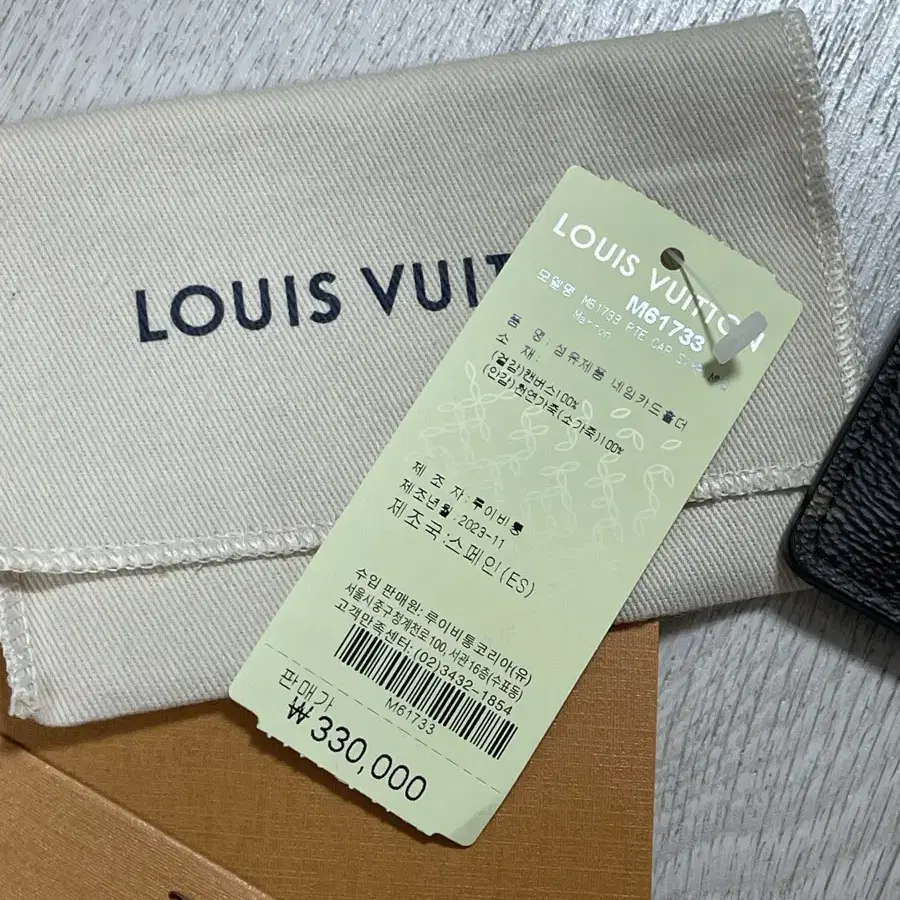 LOUIS VUIT
LOUIS VUITTON
M61733
모델명 M61733 PTE CAR
Marron
품 명: 섬유제품 네임카드홀더
소 재:
(겉감)캔버스100%
(안감)천연가죽(소가죽)100%
제 조 자: 루이비통
제조년월: 2023-11
제조국:스페인(ES)
수입 판매원: 루이비통코리아(유)
서울시중구청계천로100, 서관16층(수표동)
고객만족센터: (02)3432-1854
M61733
판매가
₩330,000